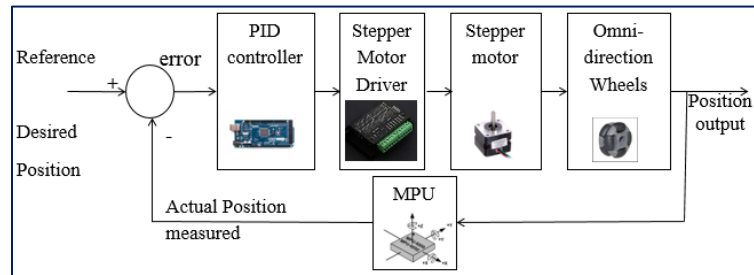 Reference
Desired
Position
+
-
error
PID
controller
Stepper
Motor
Driver
Stepper
motor
Omni-
direction
Wheels
Position
output
MPU
Actual Position
measured